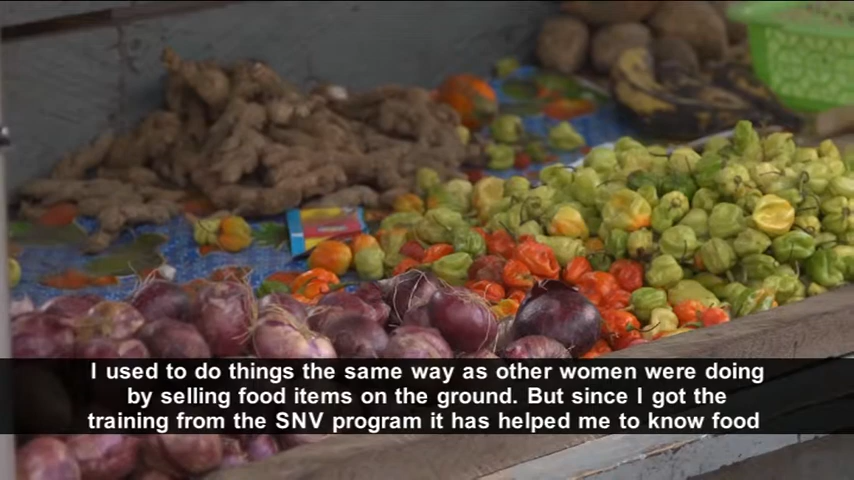 I used to do things the same way as other women were doing
by selling food items on the ground. But since I got the
training from the SNV program it has helped me to know food